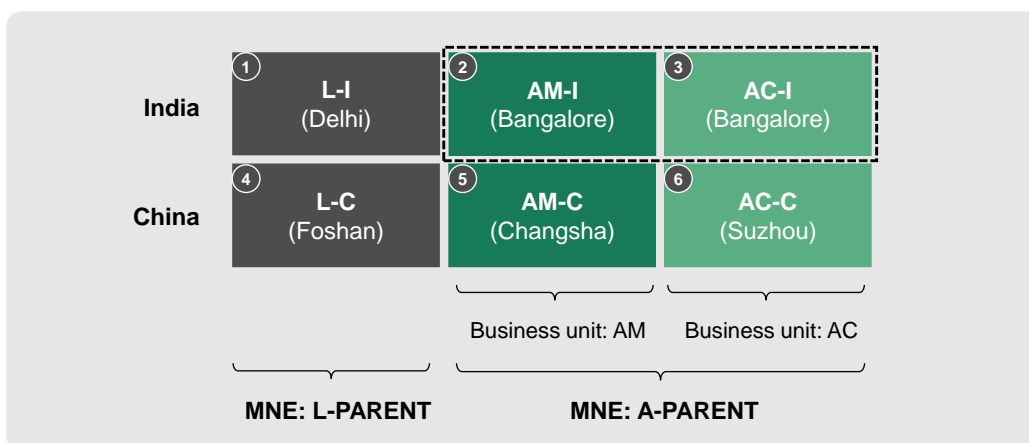 1
2
3
India
L-I
(Delhi)
AM-I
(Bangalore)
AC-I
(Bangalore)
4
5
6
China
L-C
(Foshan)
AM-C
(Changsha)
AC-C
(Suzhou)
Business unit: AM
Business unit: AC
MNE: L-PARENT
MNE: A-PARENT